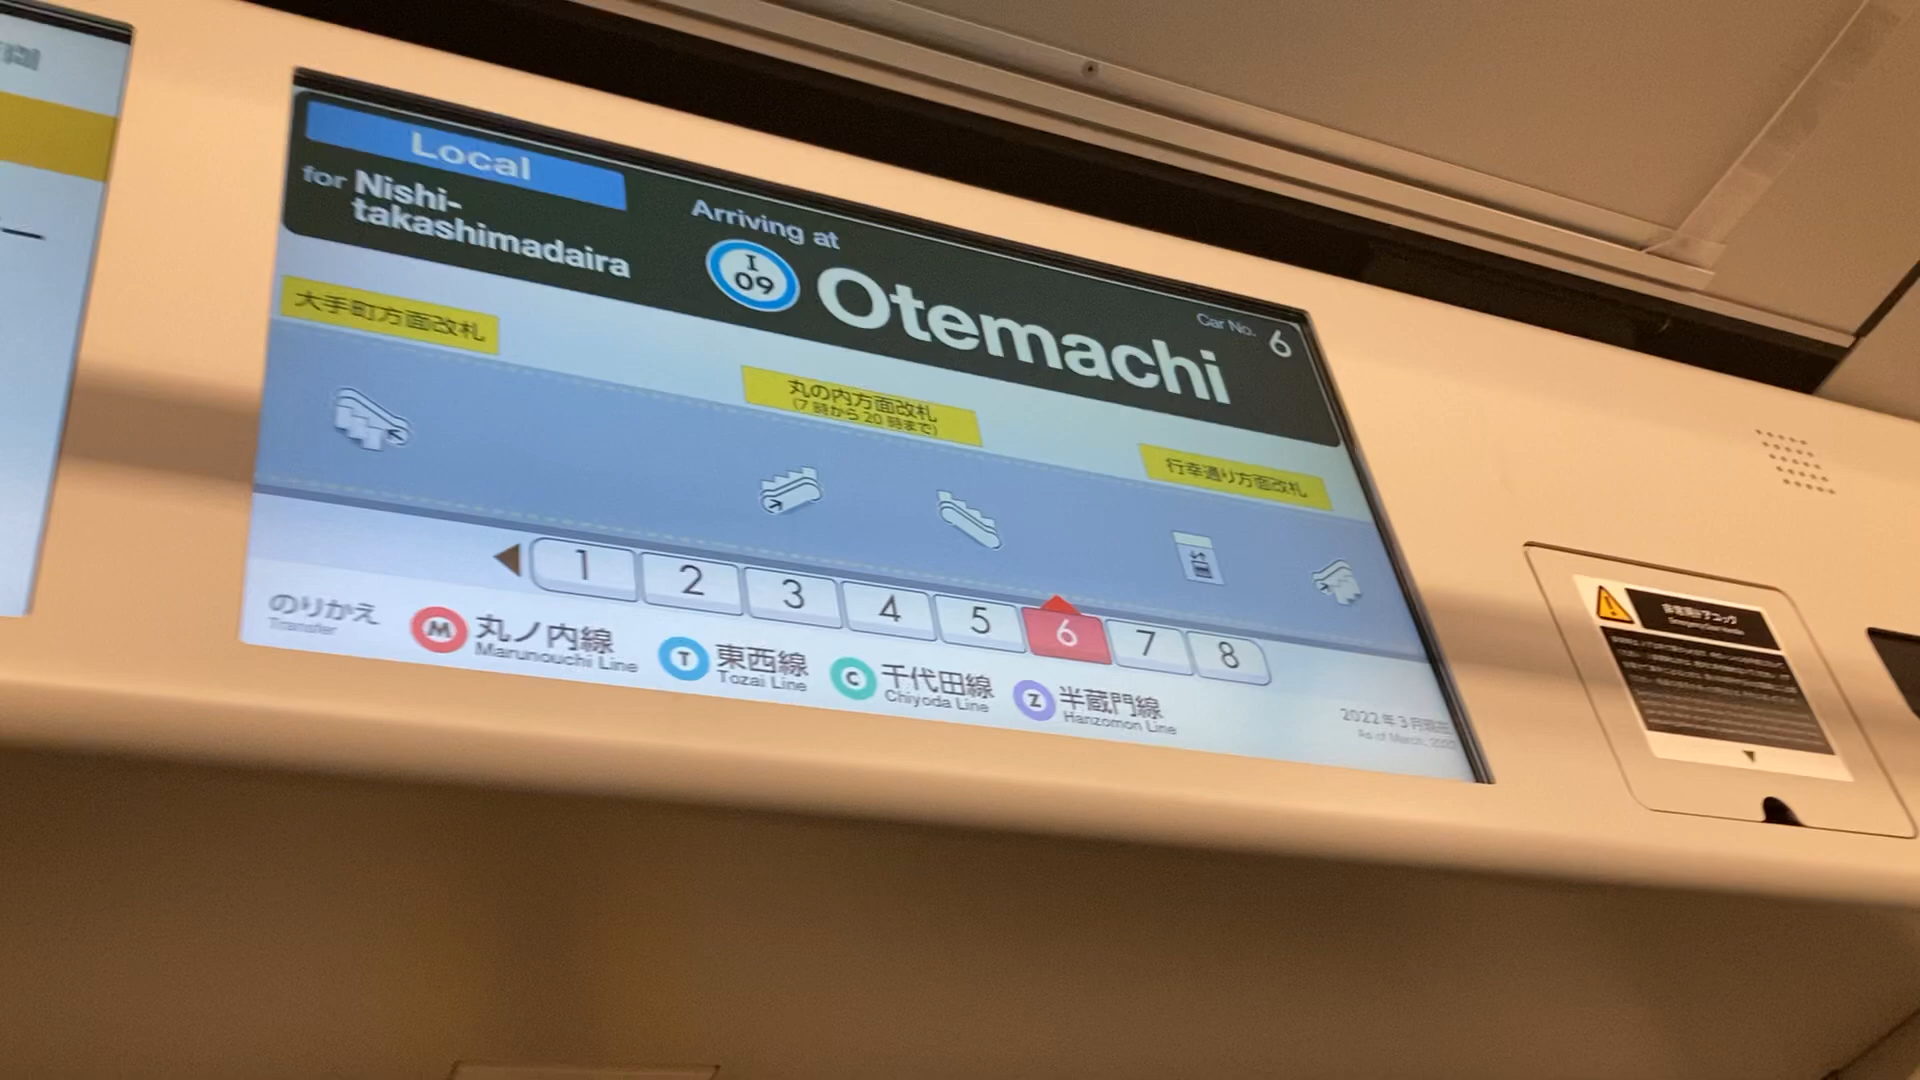 Local
for Nishi-
takashimadaira
Arriving at
I
09
Otemachi
Car No. 6
大手町方面改札
丸の内方面改札
(7 時から 20 時まで)
行幸通り方面改札
1 2 3 4 5 6 7 8
のりかえ
Transfer
M 丸ノ内線
Marunouchi Line
T 東西線
Tozai Line
C 千代田線
Chiyoda Line
Z 半蔵門線
Hanzomon Line
2022年3月現在
As of March, 2022